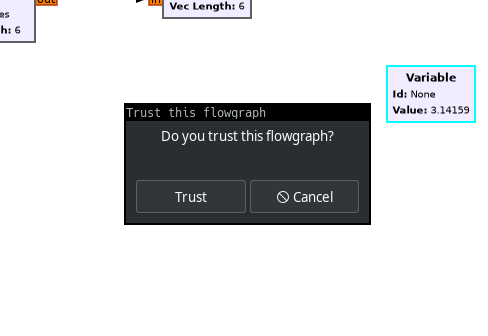 out
in
Vec Length: 6
es
h: 6
Variable
Id: None
Value: 3.14159
Trust this flowgraph
Do you trust this flowgraph?
Trust
Cancel